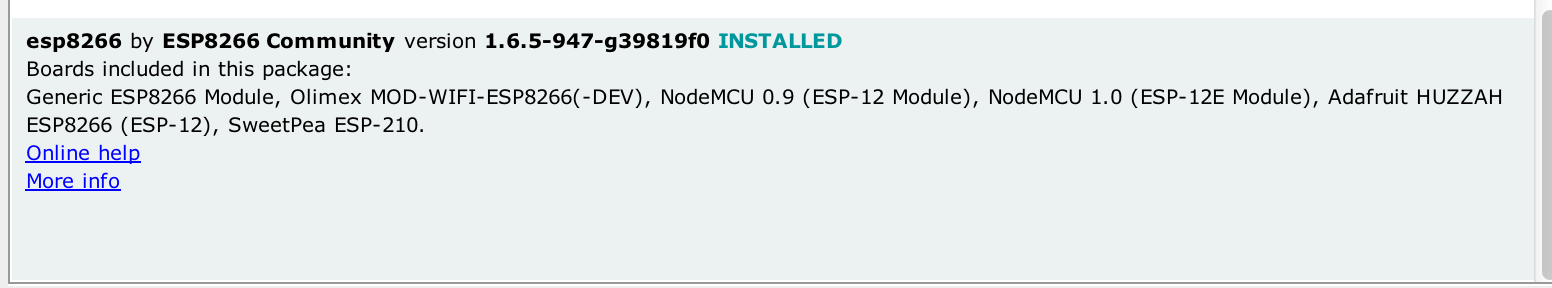 esp8266 by ESP8266 Community version 1.6.5-947-g39819f0 INSTALLED
Boards included in this package:
Generic ESP8266 Module, Olimex MOD-WIFI-ESP8266(-DEV), NodeMCU 0.9 (ESP-12 Module), NodeMCU 1.0 (ESP-12E Module), Adafruit HUZZAH
ESP8266 (ESP-12), SweetPea ESP-210.
Online help
More info